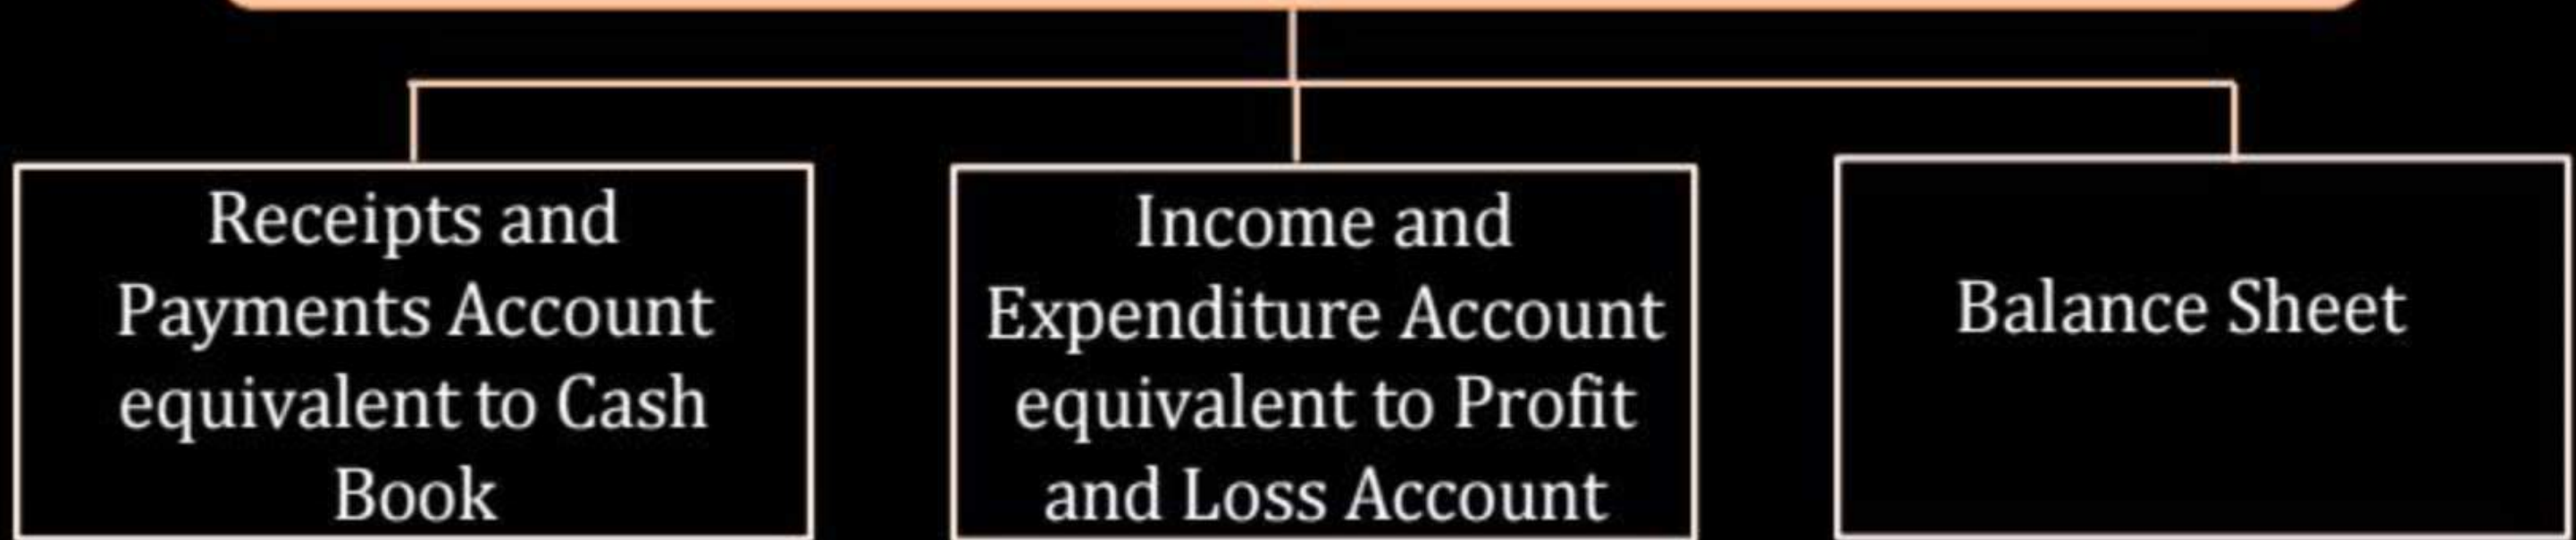 Receipts and
Payments Account
equivalent to Cash
Book
Income and
Expenditure Account
equivalent to Profit
and Loss Account
Balance Sheet